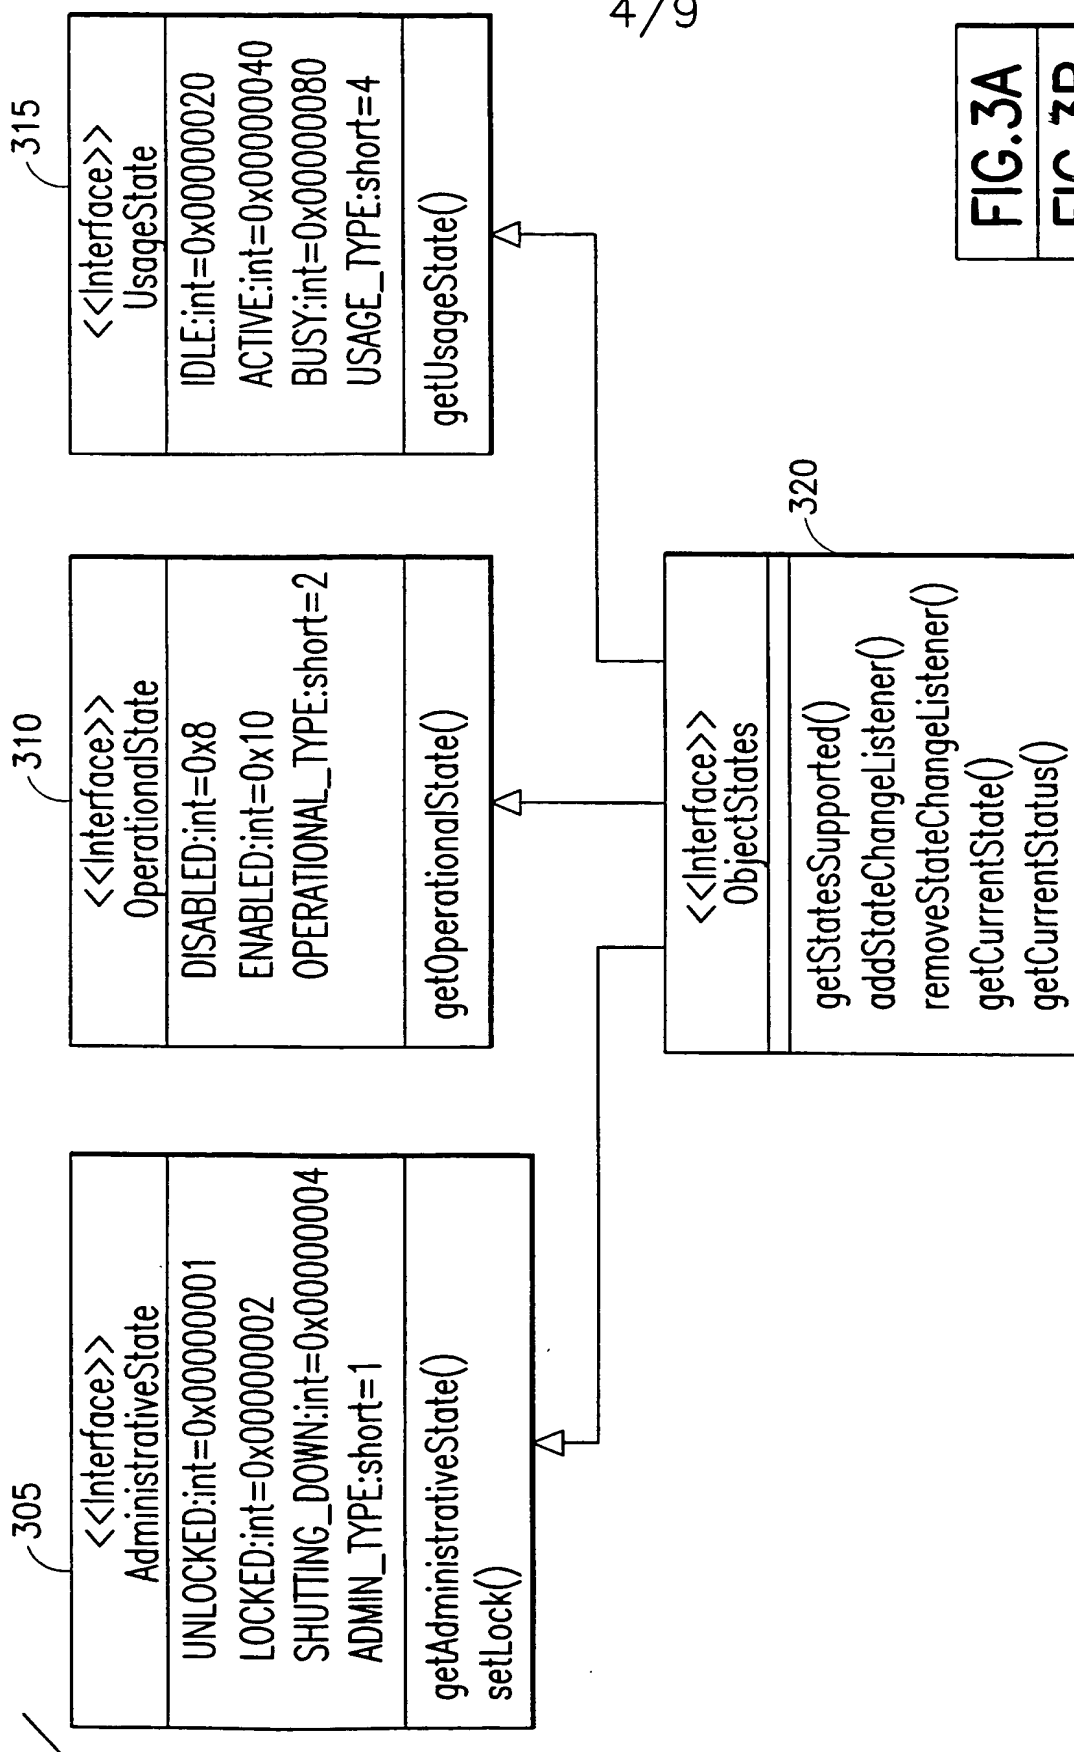 4/9
305
<<Interface>>
AdministrativeState
UNLOCKED:int=0x00000001
LOCKED:int=0x00000002
SHUTTING_DOWN:int=0x00000004
ADMIN_TYPE:short=1
getAdministrativeState()
setLock()
310
<<Interface>>
OperationalState
DISABLED:int=0x8
ENABLED:int=0x10
OPERATIONAL_TYPE:short=2
getOperationalState()
315
<<Interface>>
UsageState
IDLE:int=0x0000020
ACTIVE:int=0x00000040
BUSY:int=0x00000080
USAGE_TYPE:short=4
getUsageState()
320
<<Interface>>
ObjectStates
getStatesSupported()
addStateChangeListener()
removeStateChangeListener()
getCurrentState()
getCurrentStatus()
FIG.3A